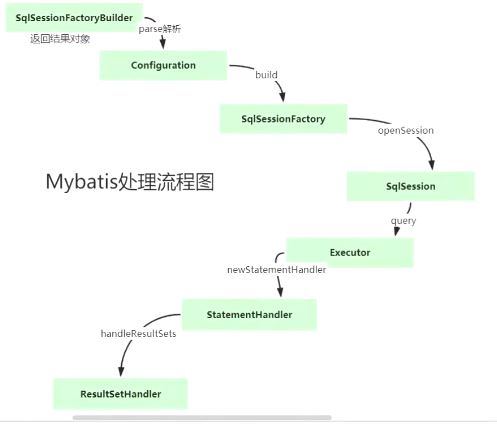 SqlSessionFactoryBuilder
返回结果对象
parse解析
Configuration
build
SqlSessionFactory
openSession
Mybatis处理流程图
SqlSession
query
Executor
newStatementHandler
StatementHandler
handleResultSets
ResultSetHandler